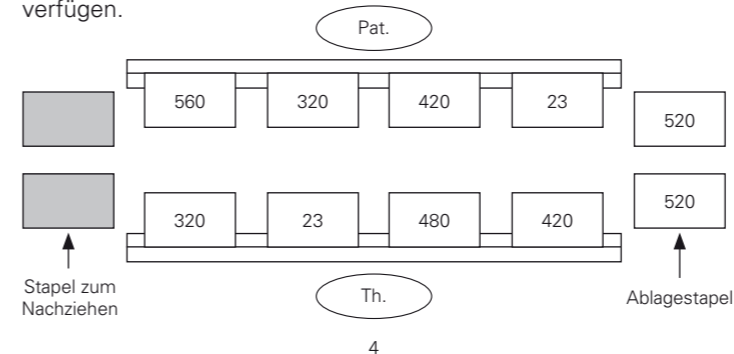 verfügen.
Pat.
560 320 420 23
520
320 23 480 420
520
Stapel zum
Nachziehen
Th.
Ablagestapel
4